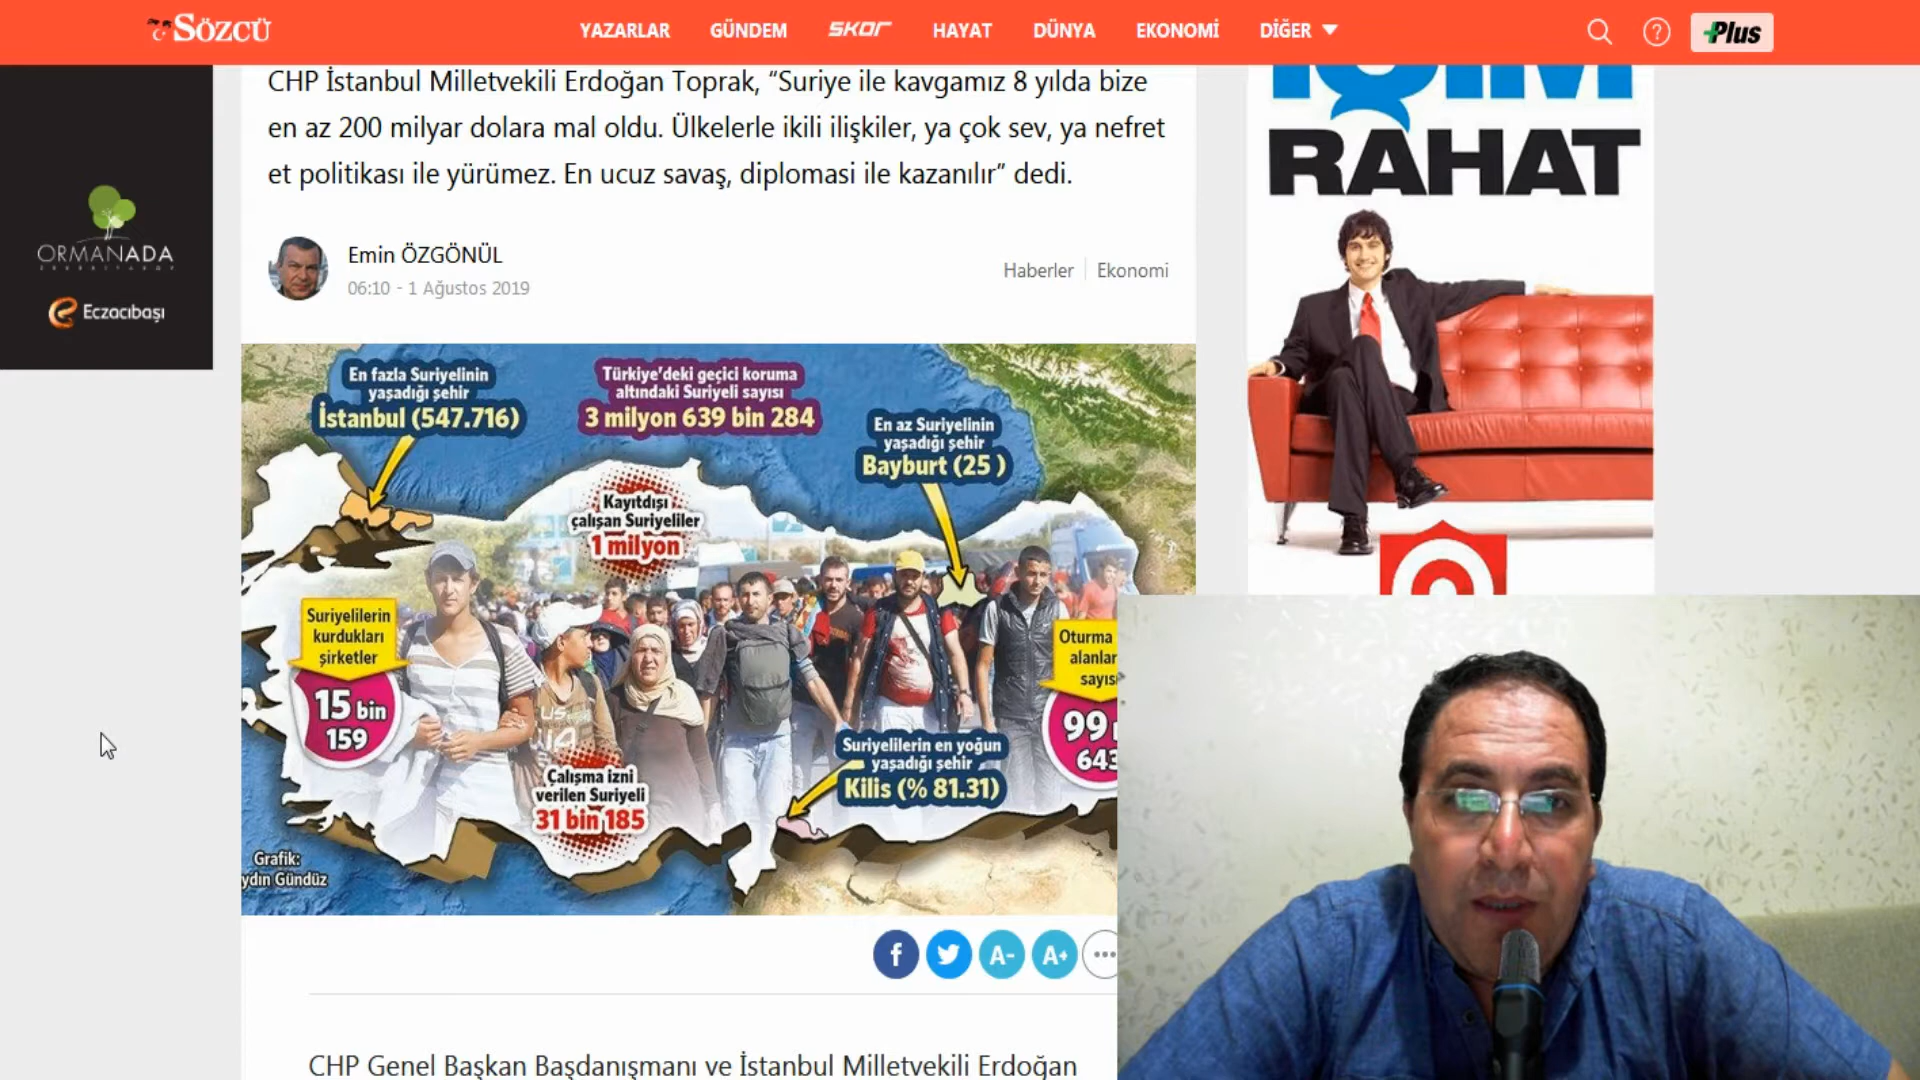 SÖZCÜ
YAZARLAR GÜNDEM SKOR HAYAT DÜNYA EKONOMİ DİĞER
?
+Plus
CHP İstanbul Milletvekili Erdoğan Toprak, “Suriye ile kavgamız 8 yılda bize
en az 200 milyar dolara mal oldu. Ülkelerle ikili ilişkiler, ya çok sev, ya nefret
et politikası ile yürümez. En ucuz savaş, diplomasi ile kazanılır” dedi.
Emin ÖZGÖNÜL
06:10 - 1 Ağustos 2019
Haberler
Ekonomi
ORMANADA
Eczacıbaşı
RAHAT
En fazla Suriyelinin
yaşadığı şehir
İstanbul (547.716)
Türkiye'deki geçici koruma
altındaki Suriyeli sayısı
3 milyon 639 bin 284
En az Suriyelinin
yaşadığı şehir
Bayburt (25 )
Kayıtdışı
çalışan Suriyeliler
1 milyon
Suriyelilerin
kurdukları
şirketler
15 bin
159
Oturma
alanlar
sayısı
99
643
Çalışma izni
verilen Suriyeli
31 bin 185
Suriyelilerin en yoğun
yaşadığı şehir
Kilis (% 81.31)
Grafik:
ydın Gündüz
f
A-
A+
CHP Genel Başkan Başdanışmanı ve İstanbul Milletvekili Erdoğan